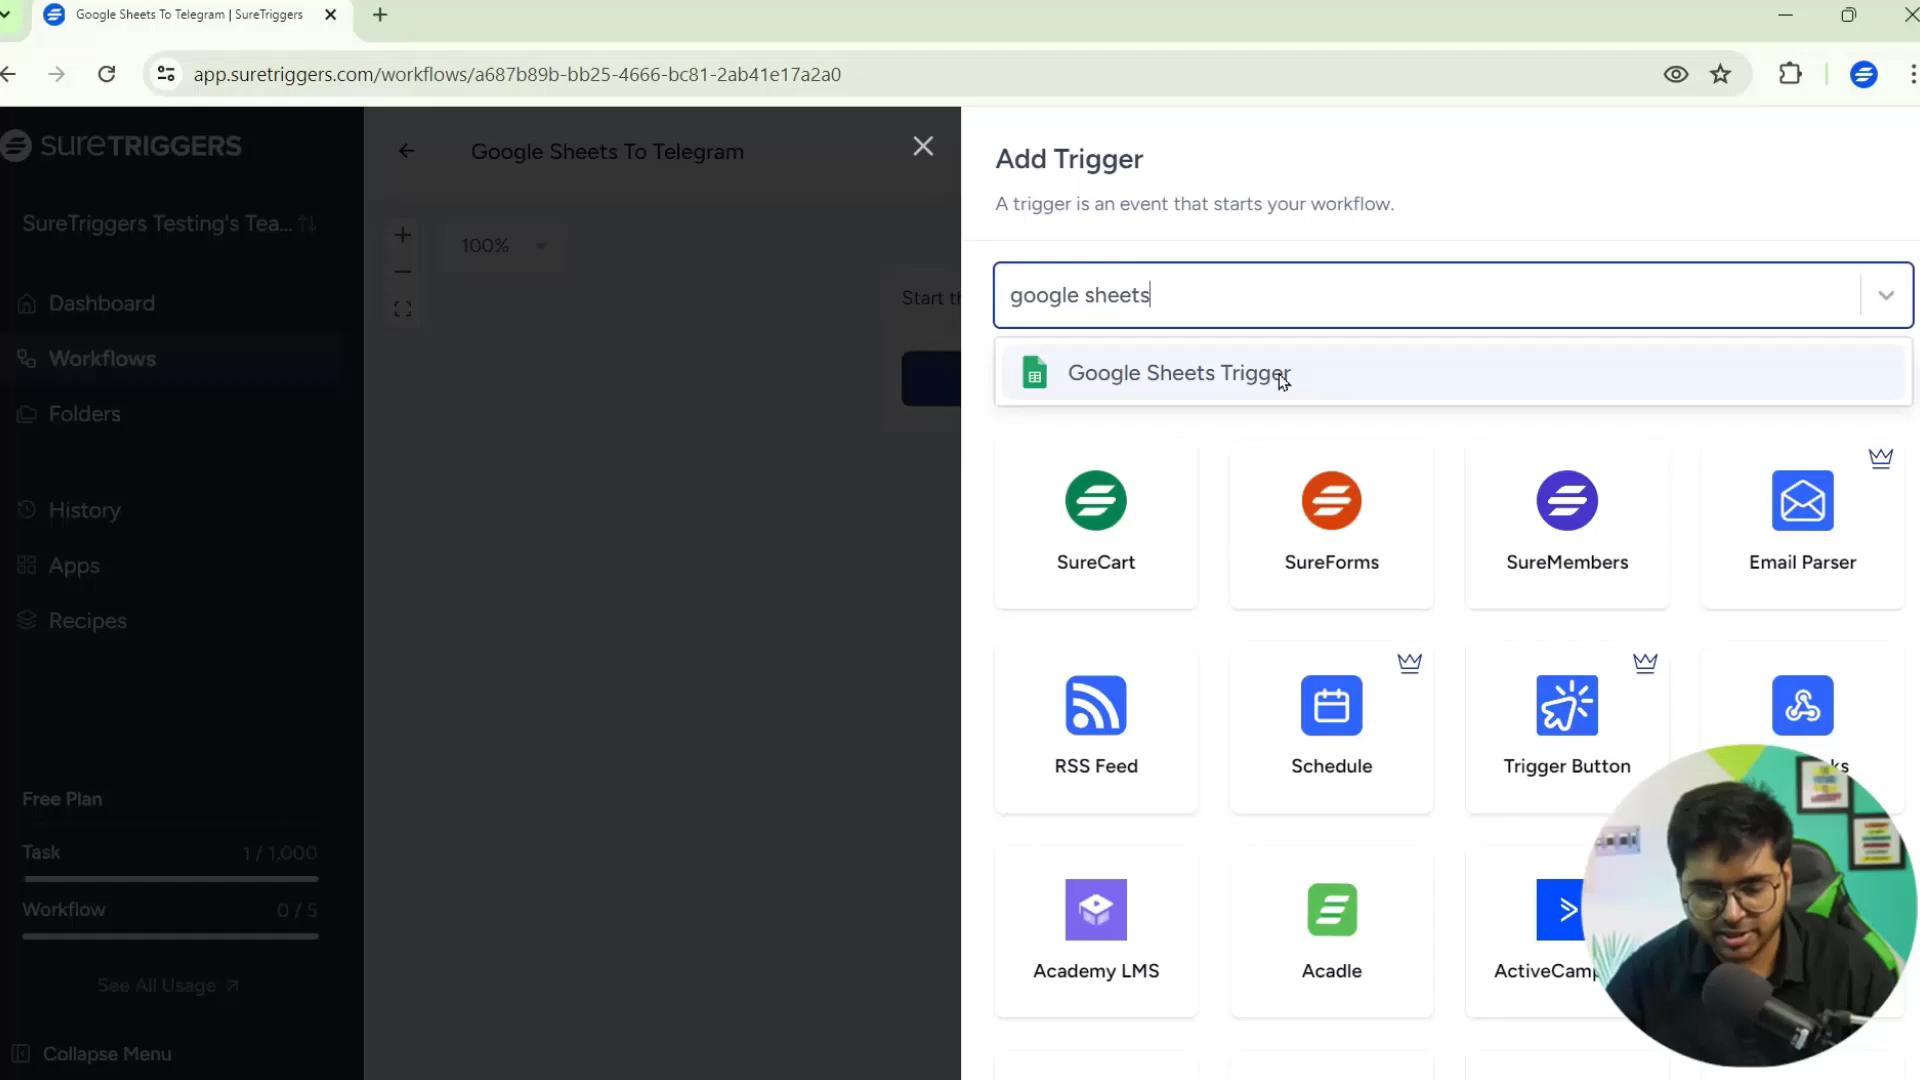 Google Sheets To Telegram | SureTriggers
app.suretriggers.com/workflows/a687b89b-bb25-4666-bc81-2ab41e17a2a0
sureTRIGGERS
Google Sheets To Telegram
SureTriggers Testing's Tea...
100%
Start th
Dashboard
Workflows
Folders
History
Apps
Recipes
Free Plan
Task 1 / 1,000
Workflow 0 / 5
See All Usage
Collapse Menu
Add Trigger
A trigger is an event that starts your workflow.
google sheets
Google Sheets Trigger
SureCart SureForms SureMembers Email Parser
RSS Feed Schedule Trigger Button ks
Academy LMS Acadle ActiveCamp